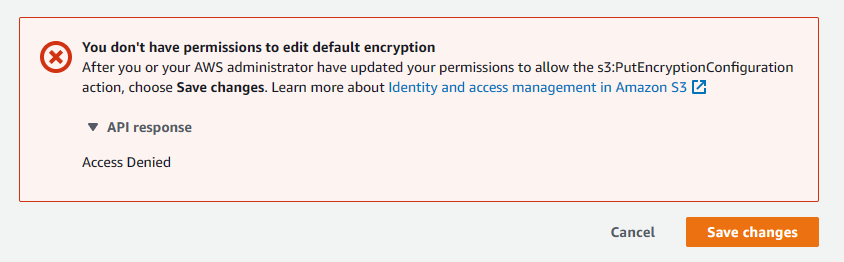 You don't have permissions to edit default encryption
After you or your AWS administrator have updated your permissions to allow the s3:PutEncryptionConfiguration
action, choose Save changes. Learn more about Identity and access management in Amazon S3
API response
Access Denied
Cancel
Save changes